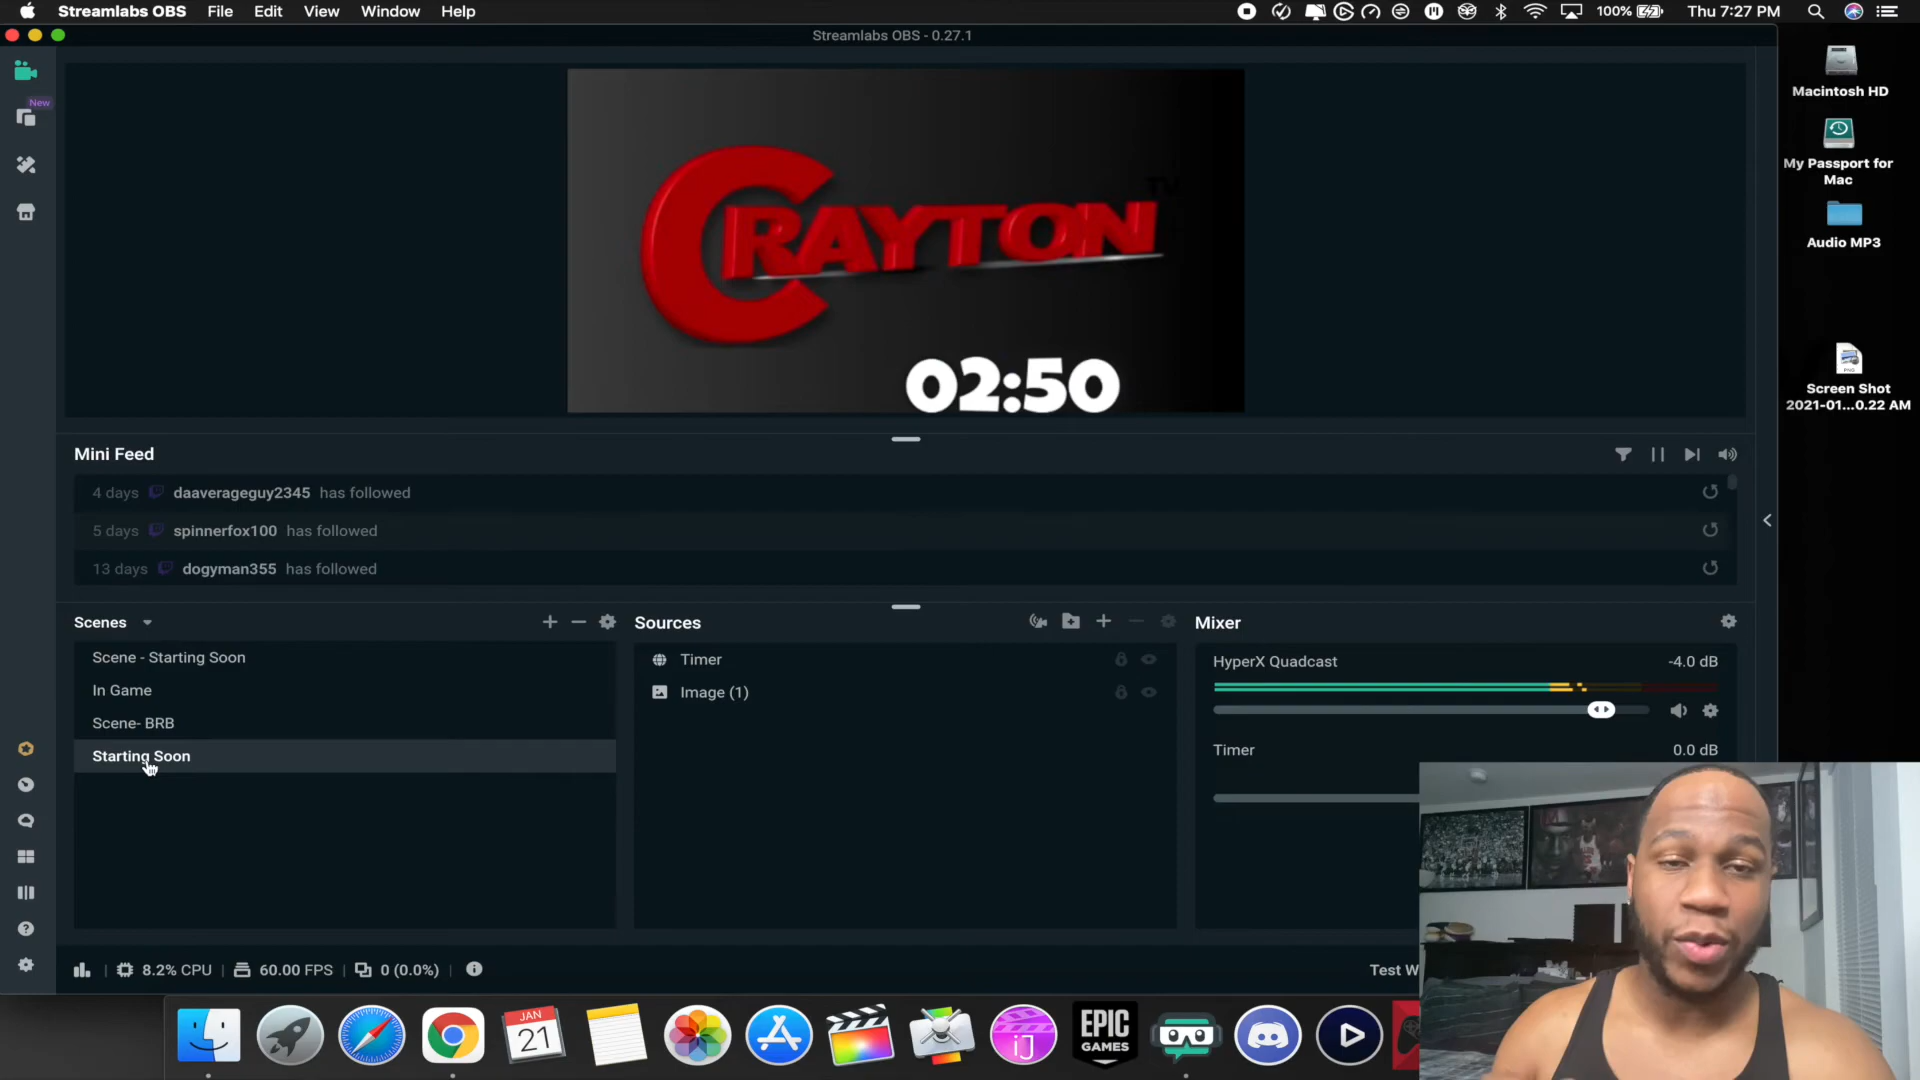 Streamlabs OBS File Edit View Window Help 100% Thu 7:27 PM
Streamlabs OBS - 0.27.1
New
CRAYTON
TV
02:50
Macintosh HD
My Passport for
Mac
Audio MP3
Screen Shot
2021-01...0.22 AM
Mini Feed
4 days daaverageguy2345 has followed
5 days spinnerfox100 has followed
13 days dogyman355 has followed
Scenes
Scene - Starting Soon
In Game
Scene- BRB
Starting Soon
Sources
Timer
Image (1)
Mixer
HyperX Quadcast -4.0 dB
Timer 0.0 dB
8.2% CPU 60.00 FPS 0 (0.0%)
Test W
JAN
21
iJ
EPIC
GAMES